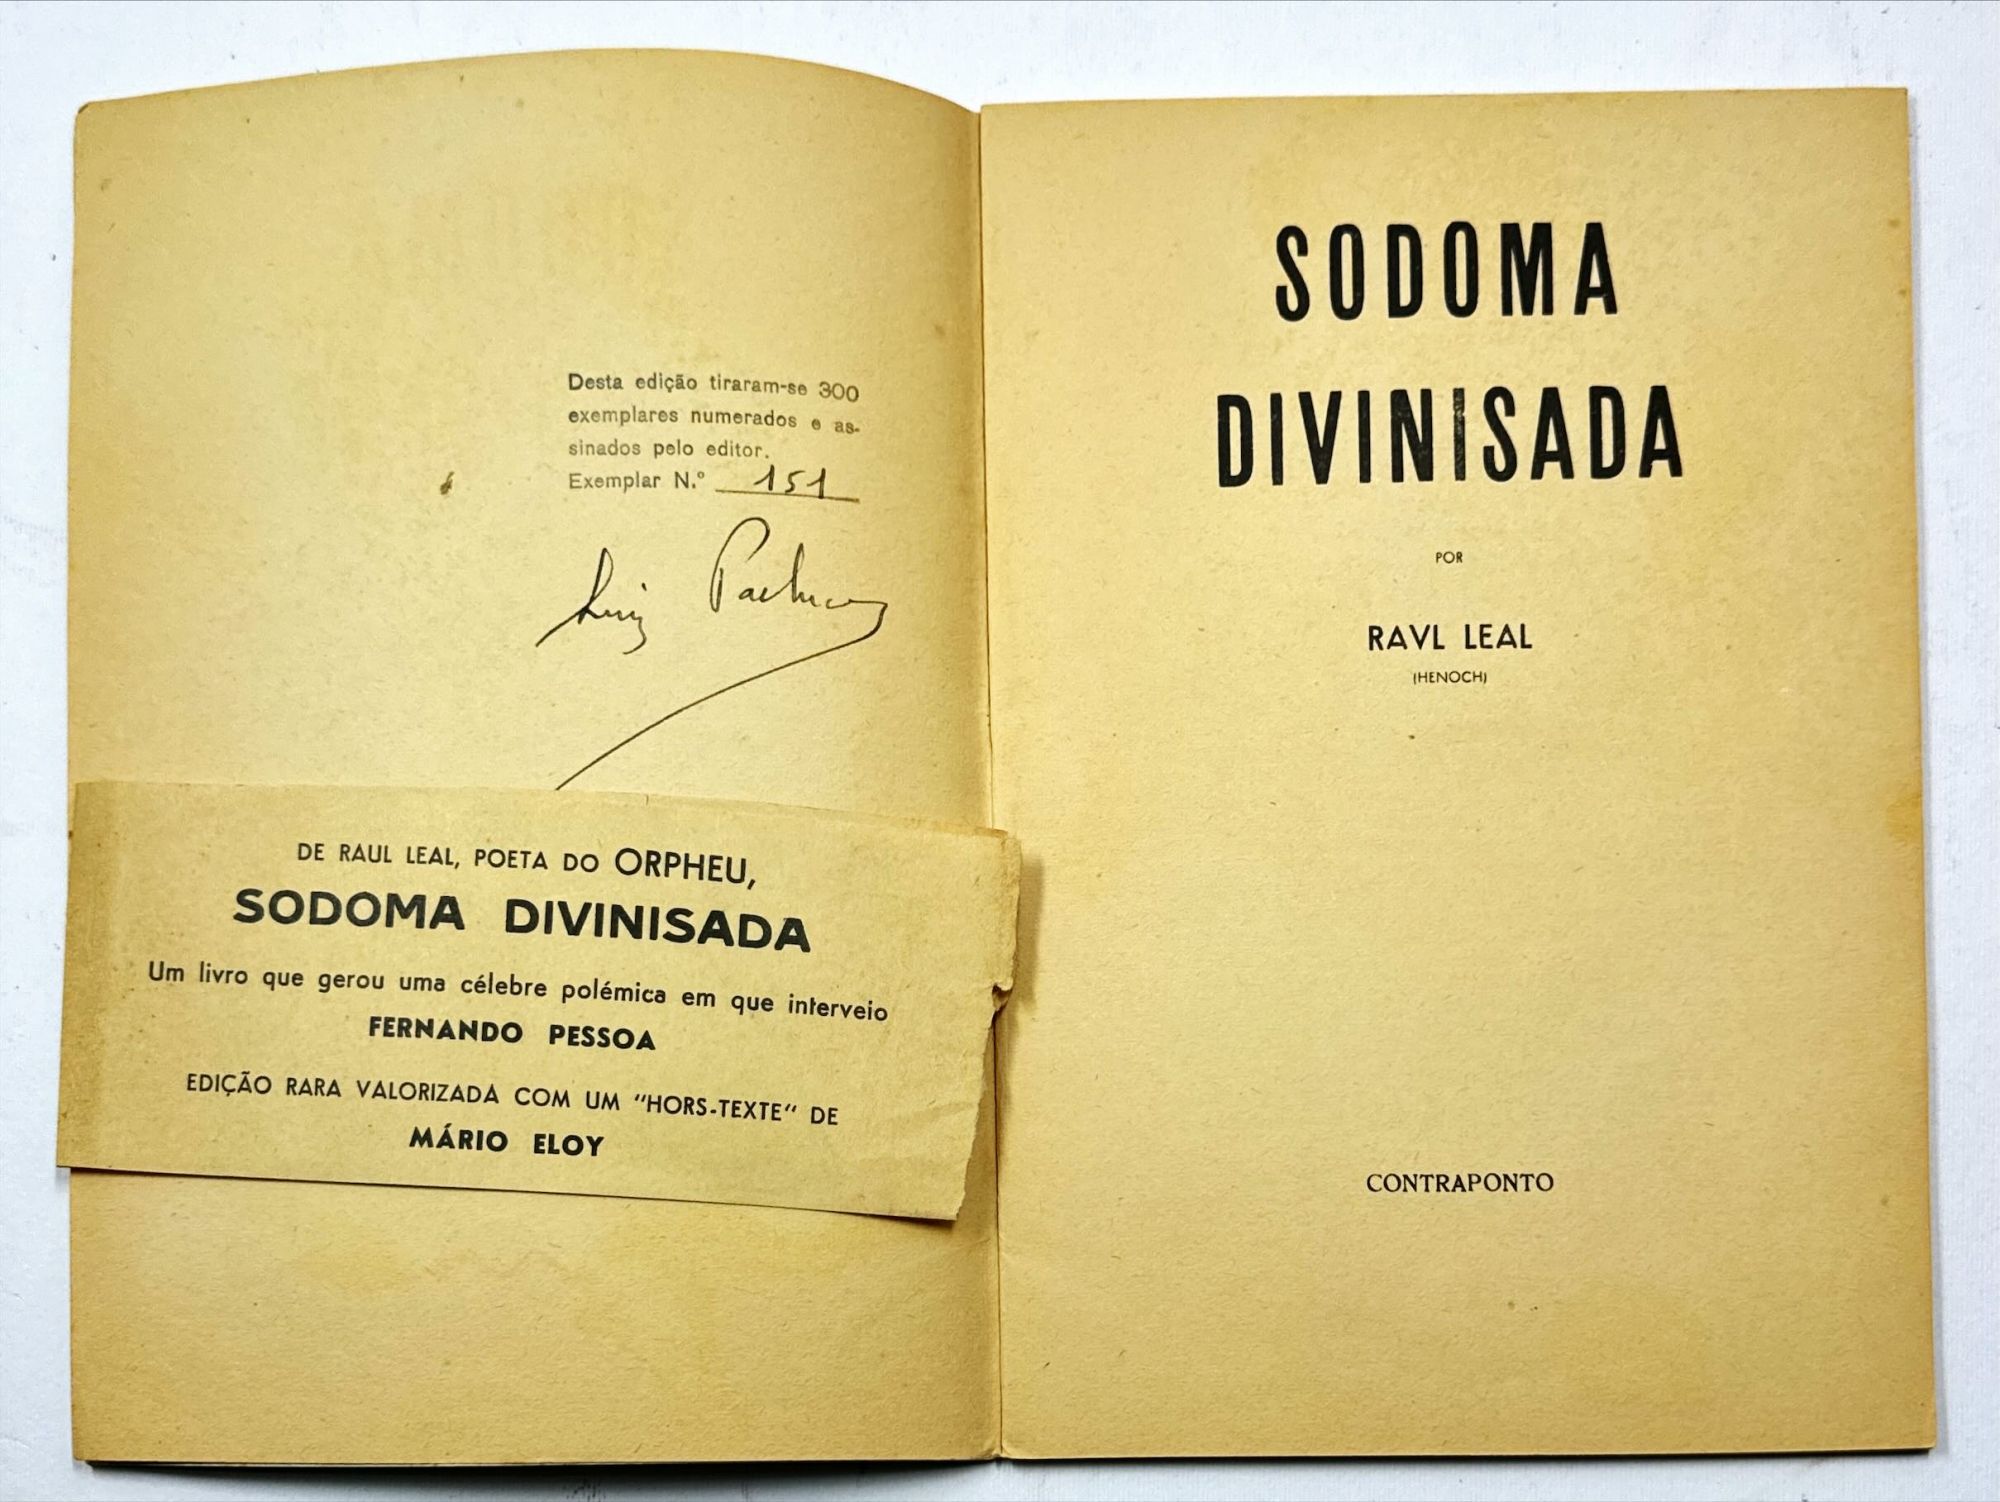 Desta edição tiraram-se 300
exemplares numerados e as-
sinados pelo editor.
Exemplar N.º 151
Luiz Pacheco
DE RAUL LEAL, POETA DO ORPHEU,
SODOMA DIVINISADA
Um livro que gerou uma célebre polémica em que interveio
FERNANDO PESSOA
EDIÇÃO RARA VALORIZADA COM UM "HORS-TEXTE" DE
MÁRIO ELOY
SODOMA
DIVINISADA
POR
RAVL LEAL
(HENOCH)
CONTRAPONTO